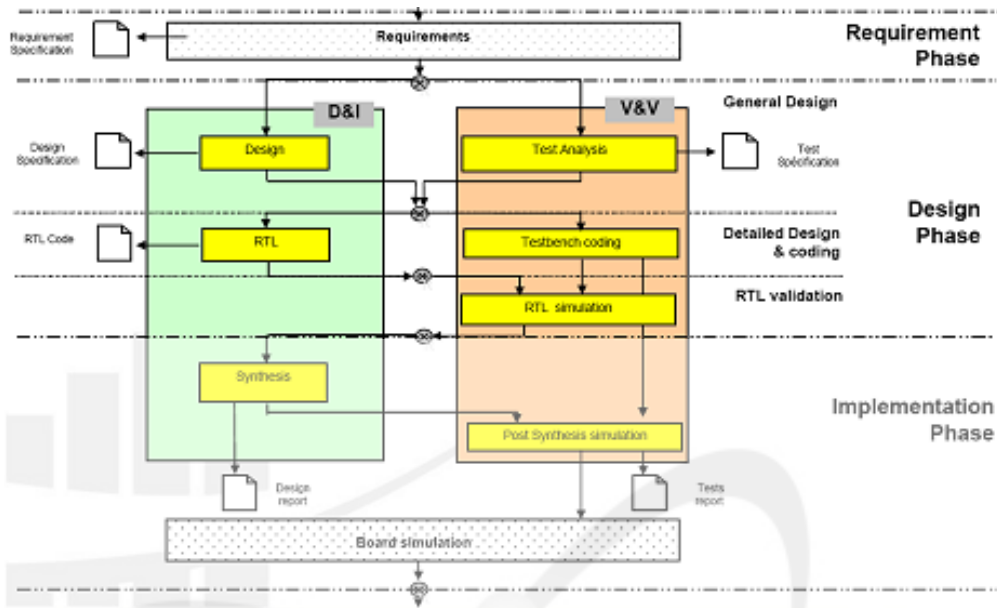 Requirement
Specification
Requirements
Requirement
Phase
D&I
V&V
General Design
Design
Specification
Design
Test Analysis
Test
Spécification
Design
Phase
RTL Code
RTL
Testbench coding
Detailed Design
& coding
RTL simulation
RTL validation
Synthesis
Post Synthesis simulation
Implementation
Phase
Design
report
Tests
report
Board simulation